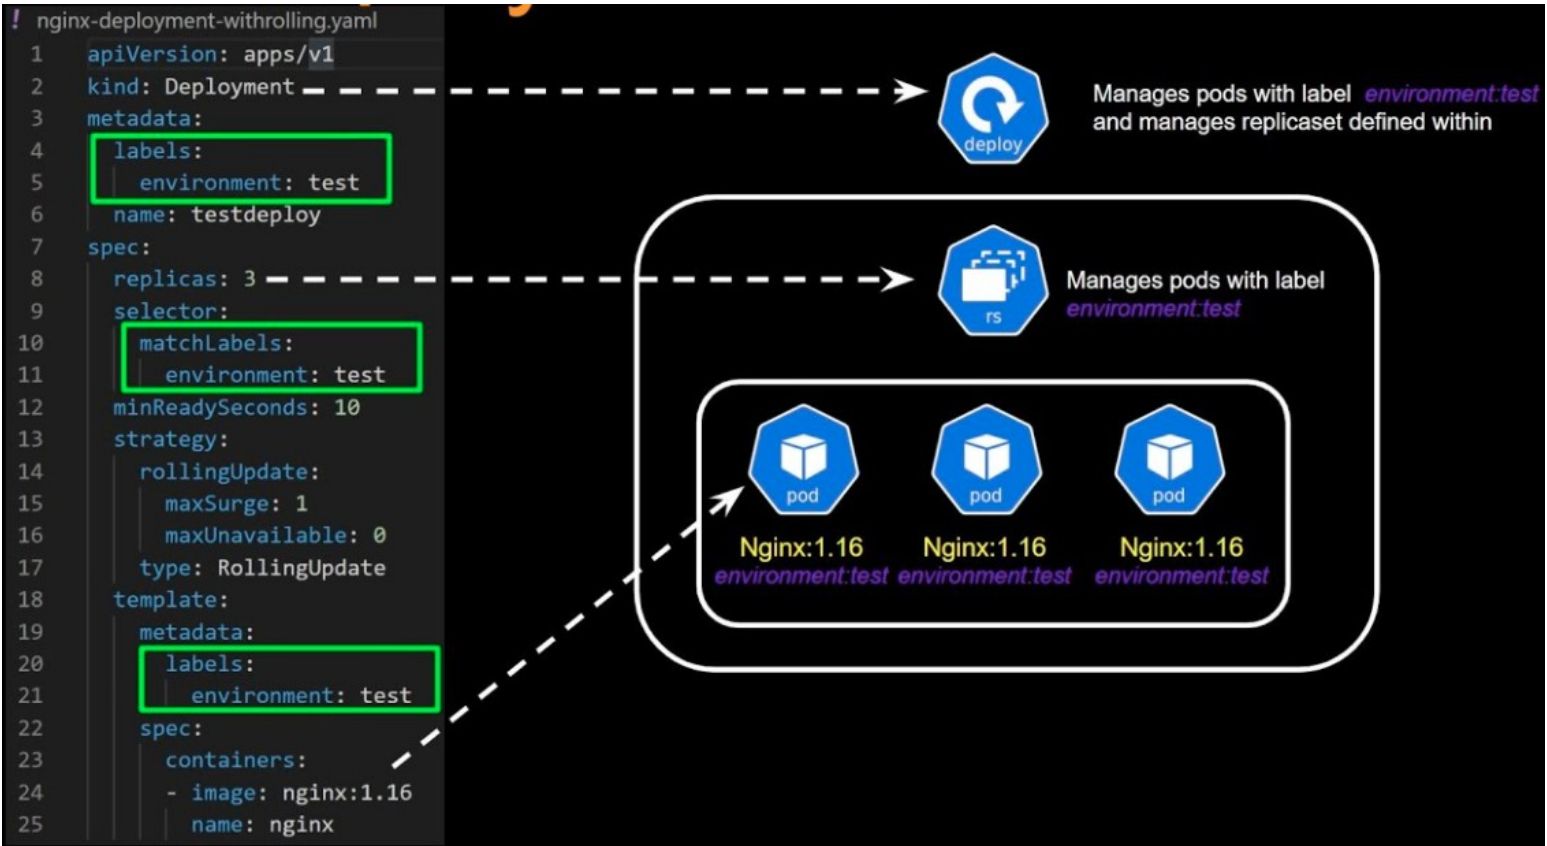 ! nginx-deployment-withrolling.yaml
1 apiVersion: apps/v1
2 kind: Deployment
3 metadata:
4 labels:
5 environment: test
6 name: testdeploy
7 spec:
8 replicas: 3
9 selector:
10 matchLabels:
11 environment: test
12 minReadySeconds: 10
13 strategy:
14 rollingUpdate:
15 maxSurge: 1
16 maxUnavailable: 0
17 type: RollingUpdate
18 template:
19 metadata:
20 labels:
21 environment: test
22 spec:
23 containers:
24 - image: nginx:1.16
25 name: nginx
deploy
Manages pods with label environment:test
and manages replicaset defined within
rs
Manages pods with label
environment:test
pod pod pod
Nginx:1.16 Nginx:1.16 Nginx:1.16
environment:test environment:test environment:test